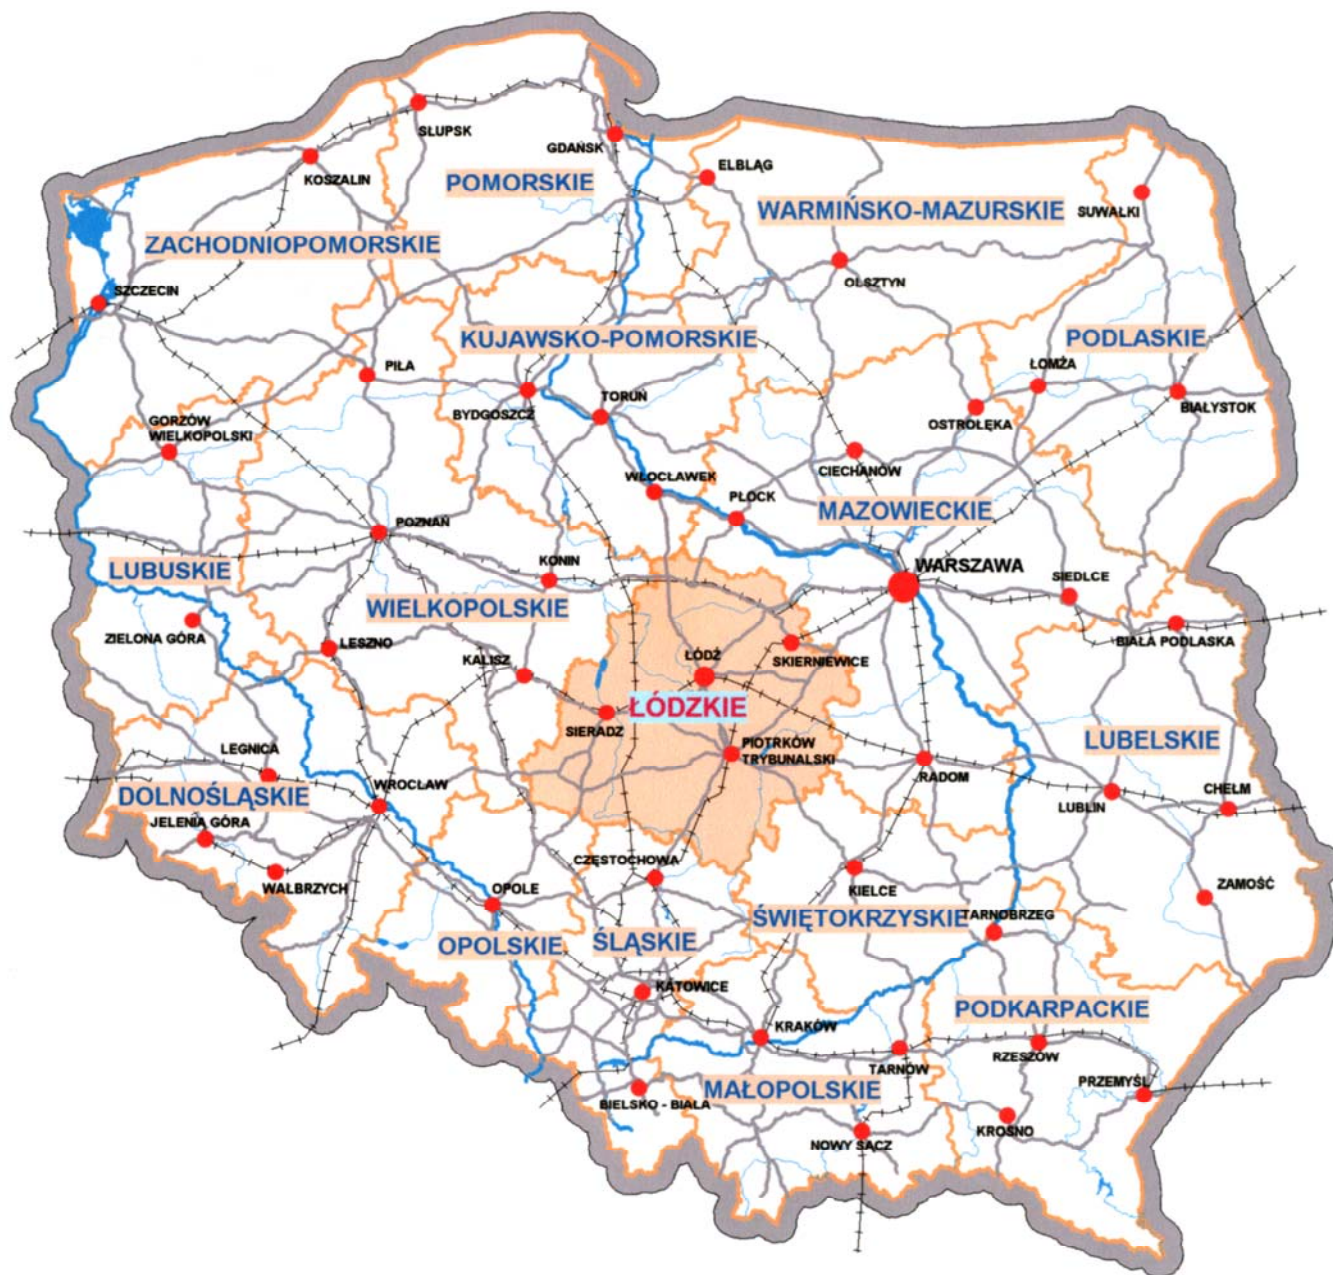 SŁUPSK
GDAŃSK
ELBLĄG
KOSZALIN
POMORSKIE
SUWAŁKI
WARMIŃSKO-MAZURSKIE
ZACHODNIOPOMORSKIE
OLSZTYN
SZCZECIN
KUJAWSKO-POMORSKIE
PODLASKIE
PIŁA
ŁOMŻA
TORUŃ
BYDGOSZCZ
BIAŁYSTOK
OSTROŁĘKA
GORZÓW
WIELKOPOLSKI
CIECHANÓW
WŁOCŁAWEK
PŁOCK
MAZOWIECKIE
POZNAŃ
KONIN
WARSZAWA
LUBUSKIE
SIEDLCE
WIELKOPOLSKIE
ZIELONA GÓRA
BIAŁA PODLASKA
LESZNO
ŁÓDŹ
KALISZ
SKIERNIEWICE
ŁÓDZKIE
SIERADZ
LUBELSKIE
LEGNICA
PIOTRKÓW
TRYBUNALSKI
RADOM
WROCŁAW
DOLNOŚLĄSKIE
LUBLIN
CHEŁM
JELENIA GÓRA
CZĘSTOCHOWA
KIELCE
WAŁBRZYCH
OPOLE
ZAMOŚĆ
ŚWIĘTOKRZYSKIE
TARNOBRZEG
OPOLSKIE
ŚLĄSKIE
KATOWICE
PODKARPACKIE
KRAKÓW
RZESZÓW
TARNÓW
MAŁOPOLSKIE
PRZEMYŚL
BIELSKO - BIAŁA
KROSNO
NOWY SĄCZ